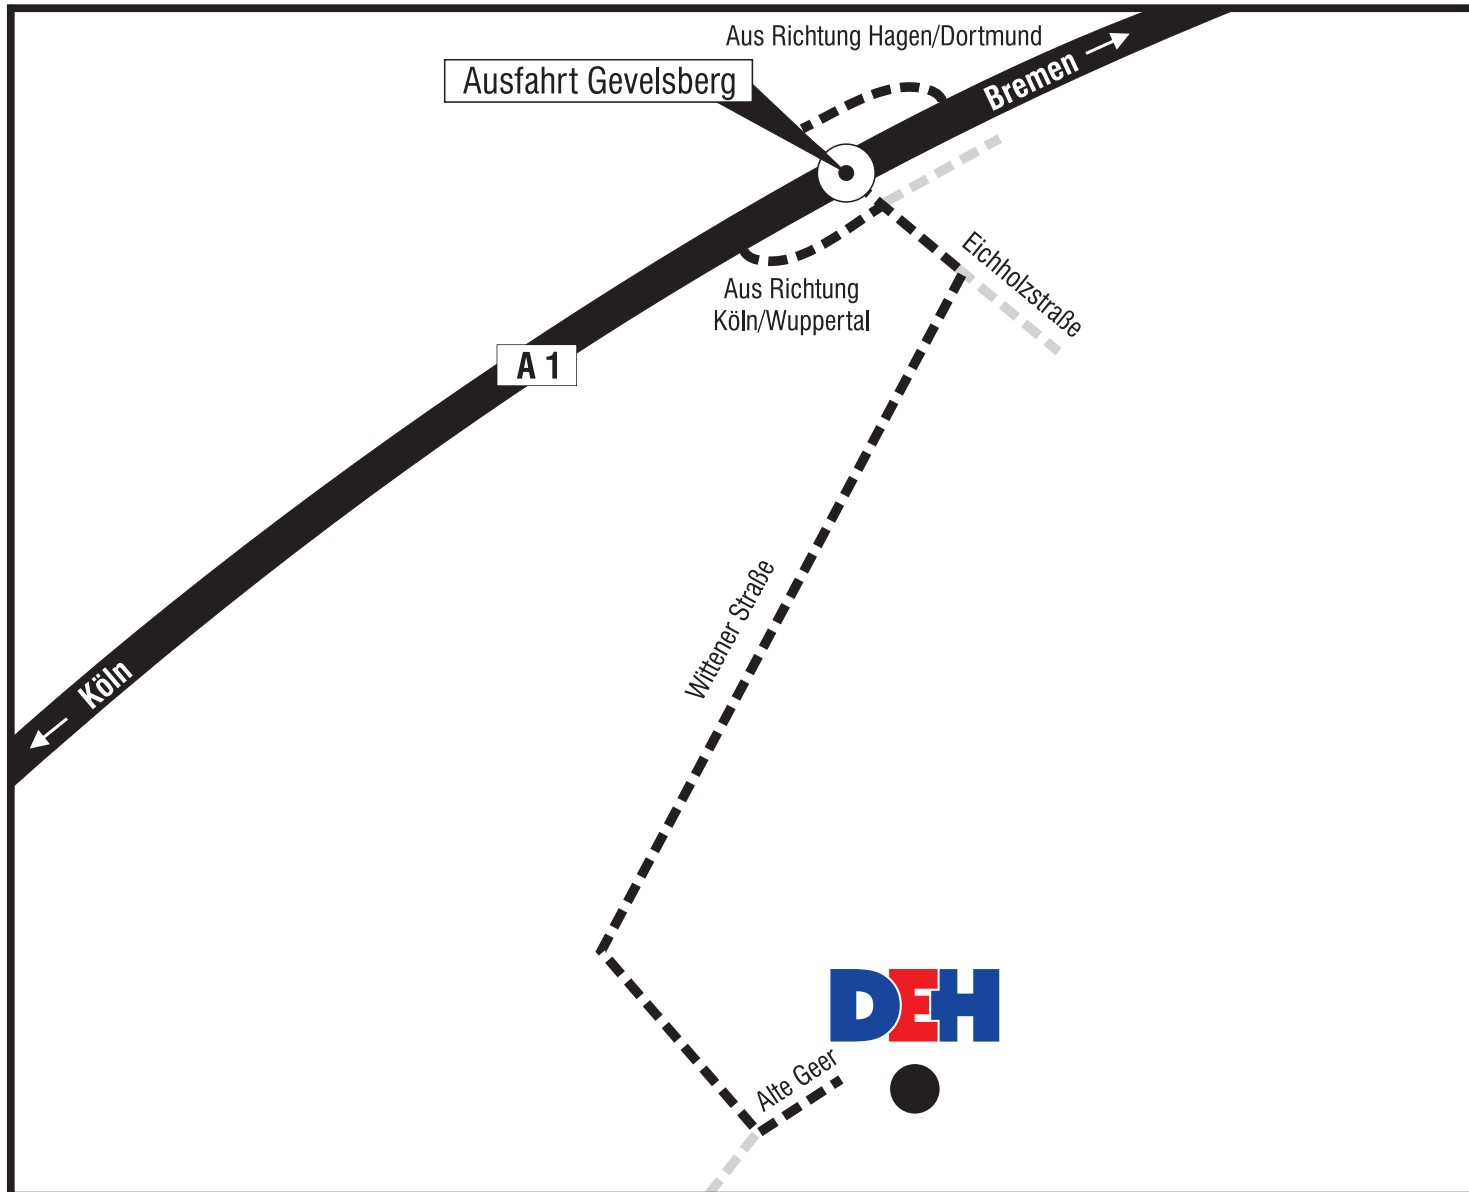 Aus Richtung Hagen/Dortmund
Ausfahrt Gevelsberg
Bremen
Eichholzstraße
Aus Richtung
Köln/Wuppertal
A 1
Wittener Straße
Köln
DEH
Alte Geer